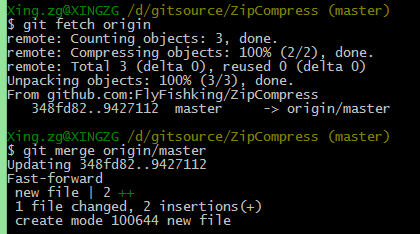 Xing.zg@XINGZG /d/gitsource/ZipCompress (master)
$ git fetch origin
remote: Counting objects: 3, done.
remote: Compressing objects: 100% (2/2), done.
remote: Total 3 (delta 0), reused 0 (delta 0)
Unpacking objects: 100% (3/3), done.
From github.com:FlyFishking/ZipCompress
   348fd82..9427112  master     -> origin/master

Xing.zg@XINGZG /d/gitsource/ZipCompress (master)
$ git merge origin/master
Updating 348fd82..9427112
Fast-forward
 new file | 2 ++
 1 file changed, 2 insertions(+)
 create mode 100644 new file